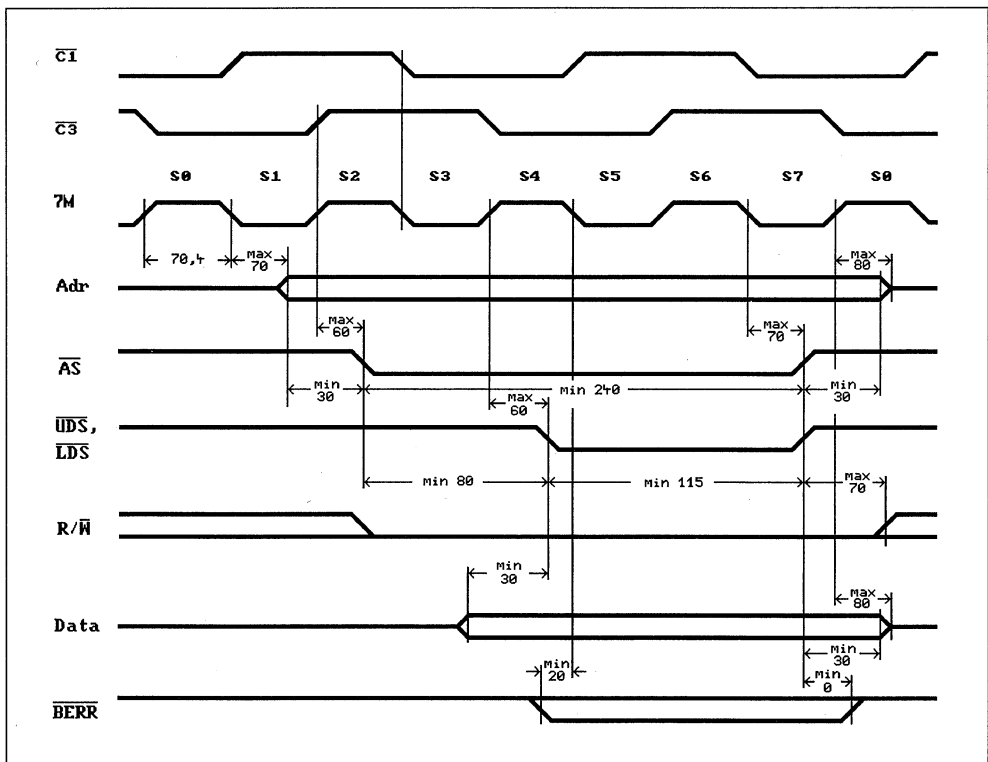 C1
C3
S0 S1 S2 S3 S4 S5 S6 S7 S0
7M
70,4
Max
70
Max
80
Adr
Max
60
Max
70
AS
Min
30
Min 240
Min
30
Max
60
UDS,
LDS
Min 80
Min 115
Max
70
R/W
Min
30
Max
80
Data
Min
30
Min
20
Min
0
BERR